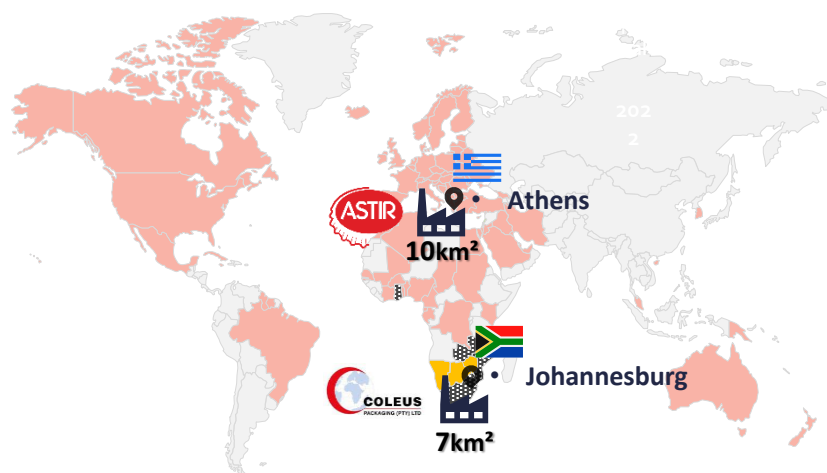 202
2
ASTIR
Athens
10km²
Johannesburg
COLEUS
PACKAGING (PTY) LTD
7km²